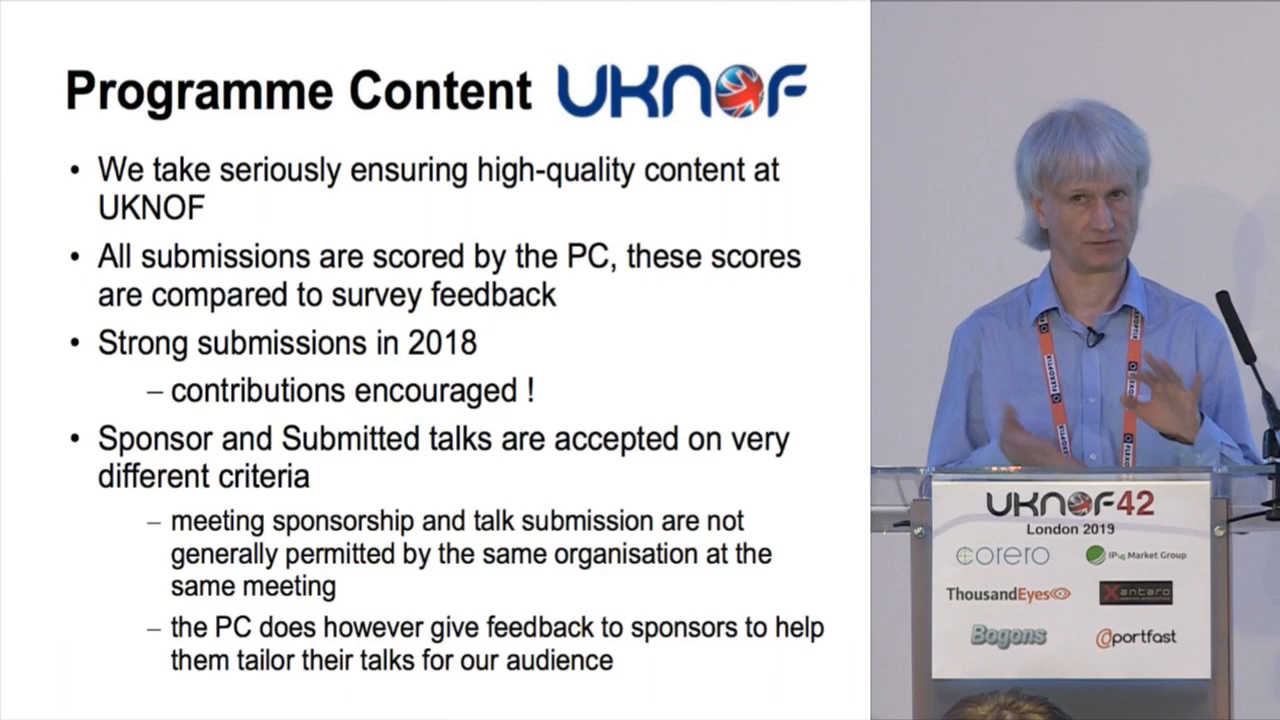 Programme Content UKNOF
• We take seriously ensuring high-quality content at
UKNOF
• All submissions are scored by the PC, these scores
are compared to survey feedback
• Strong submissions in 2018
– contributions encouraged !
• Sponsor and Submitted talks are accepted on very
different criteria
– meeting sponsorship and talk submission are not
generally permitted by the same organisation at the
same meeting
– the PC does however give feedback to sponsors to help
them tailor their talks for our audience
FLEXOPTIX
FLEXOPTIX
UKNOF42
London 2019
corero
IPv4 Market Group
ThousandEyes
Xantaro
Bogons
portfast